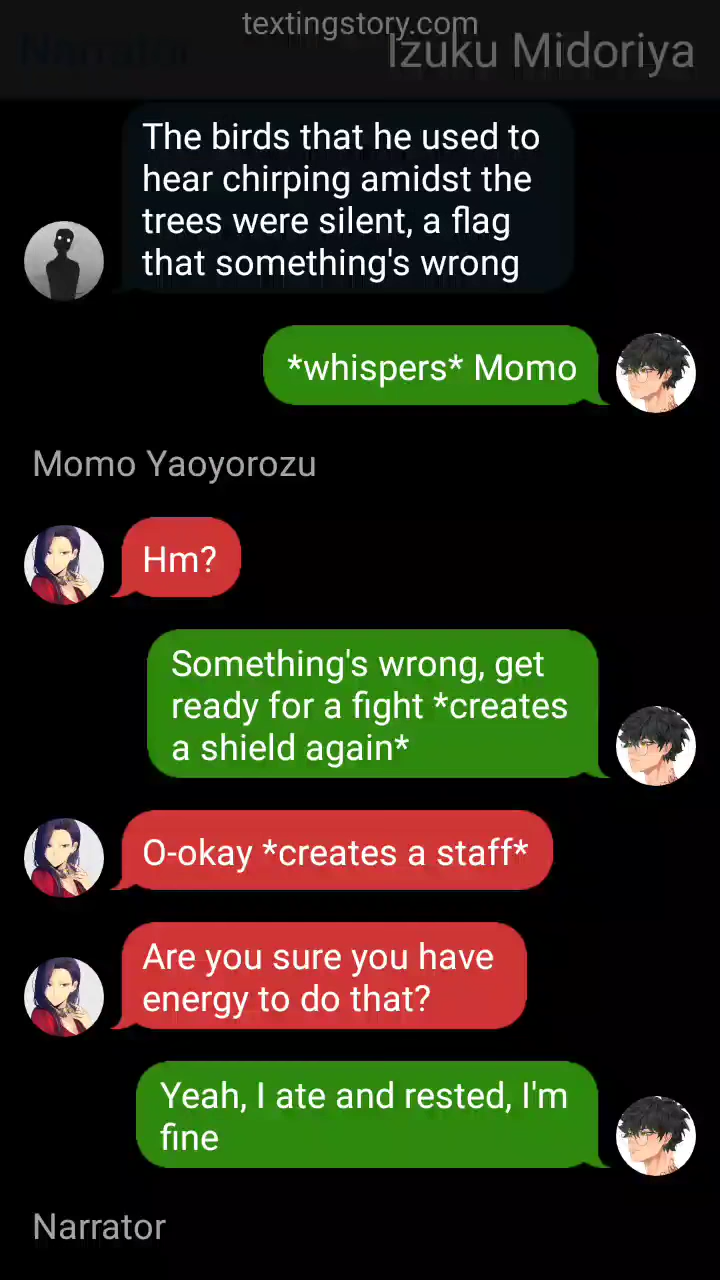 textingstory.com
Narrator
Izuku Midoriya
The birds that he used to
hear chirping amidst the
trees were silent, a flag
that something's wrong
*whispers* Momo
Momo Yaoyorozu
Hm?
Something's wrong, get
ready for a fight *creates
a shield again*
O-okay *creates a staff*
Are you sure you have
energy to do that?
Yeah, I ate and rested, I'm
fine
Narrator